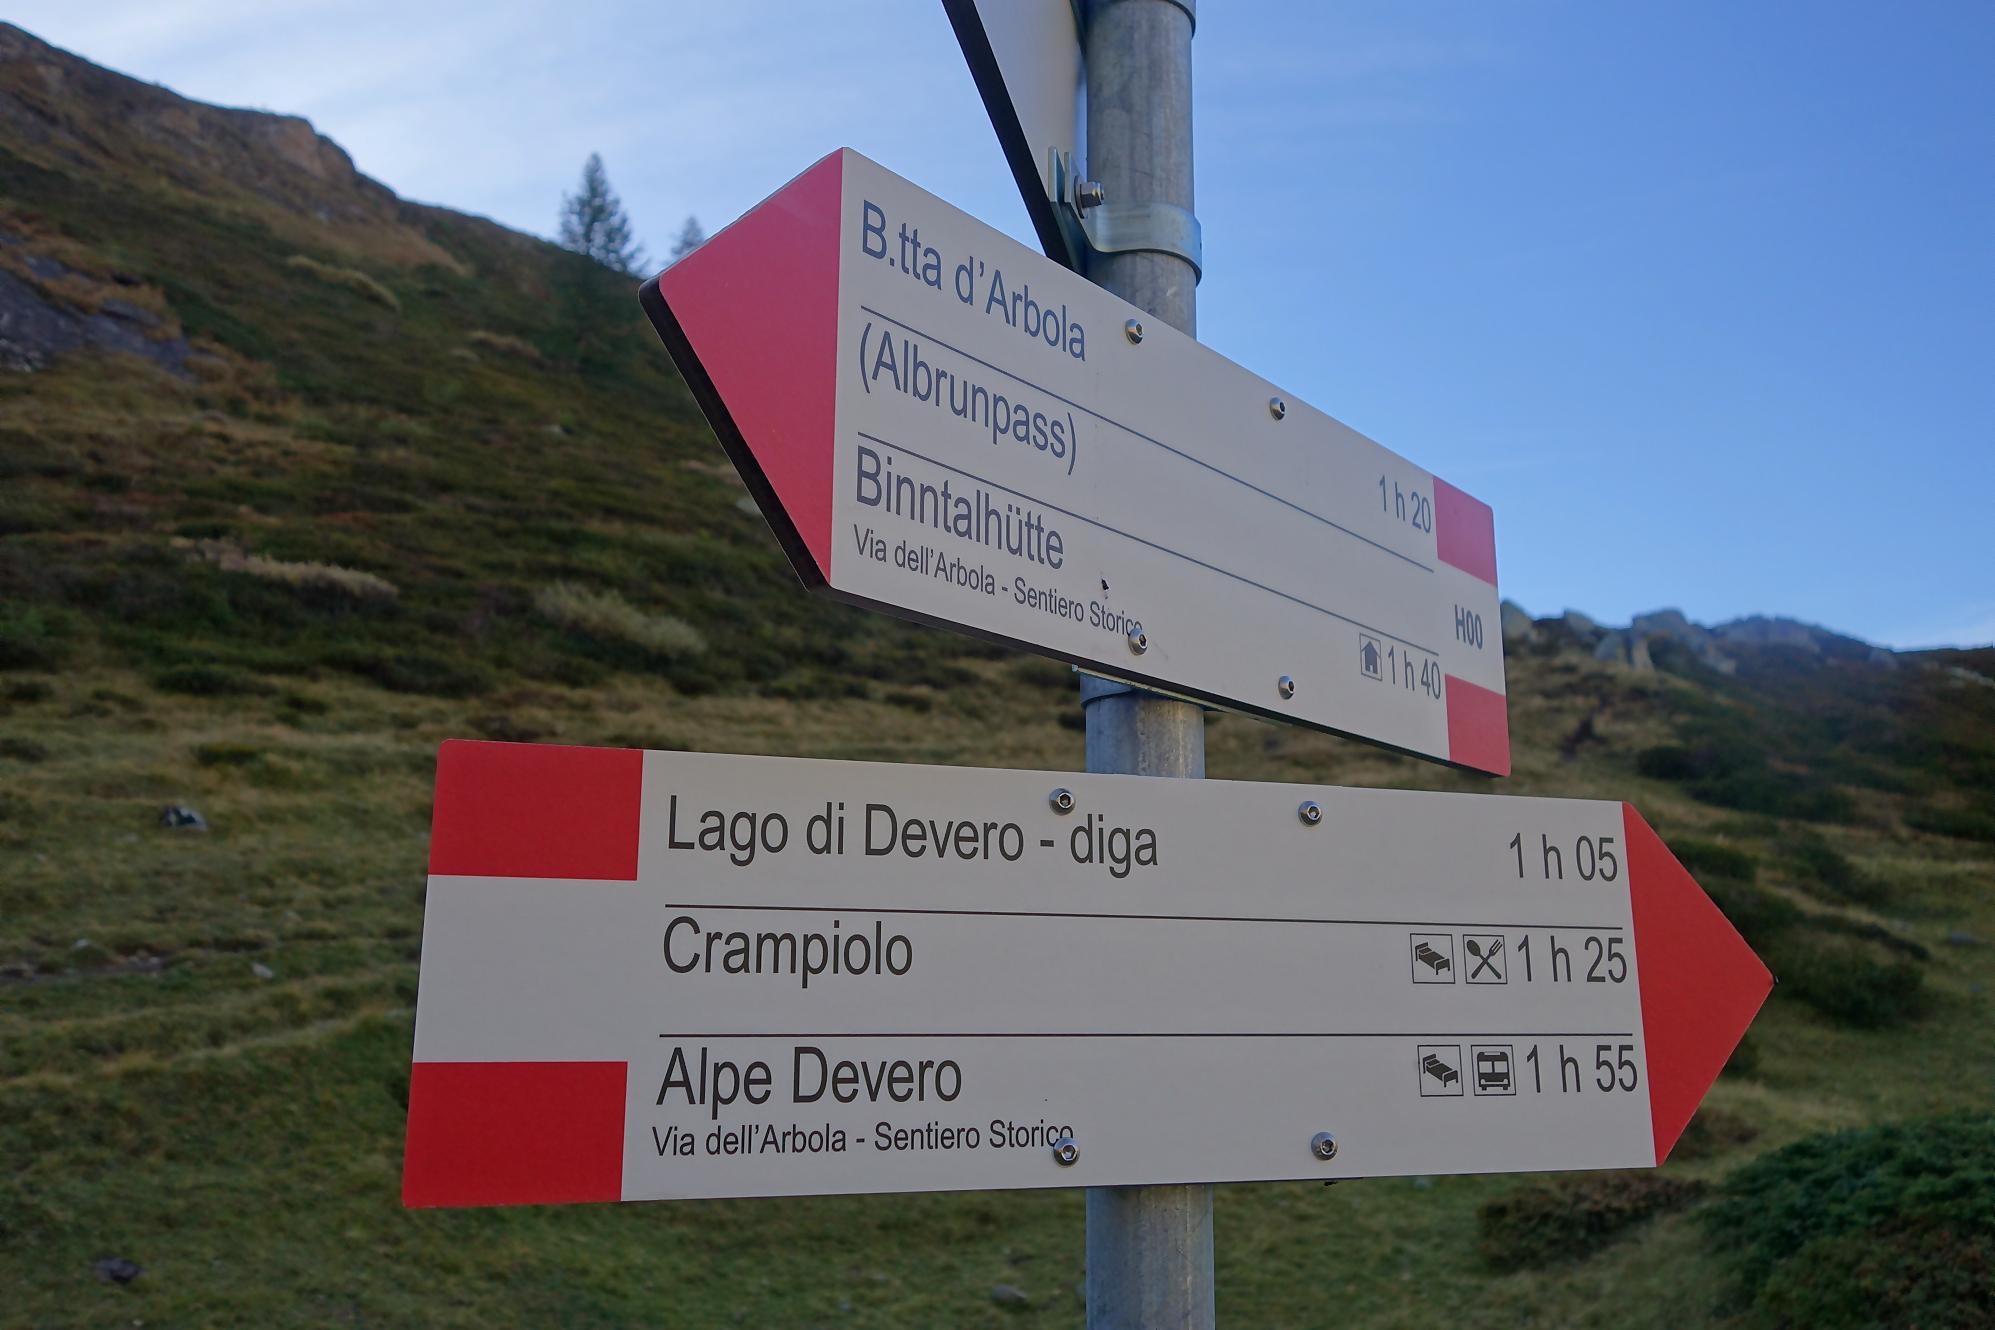 B.tta d'Arbola 1 h 20
(Albrunpass)
H00
Binntalhütte 1 h 40
Via dell'Arbola - Sentiero Storico
Lago di Devero - diga 1 h 05
Crampiolo 1 h 25
Alpe Devero 1 h 55
Via dell'Arbola - Sentiero Storico